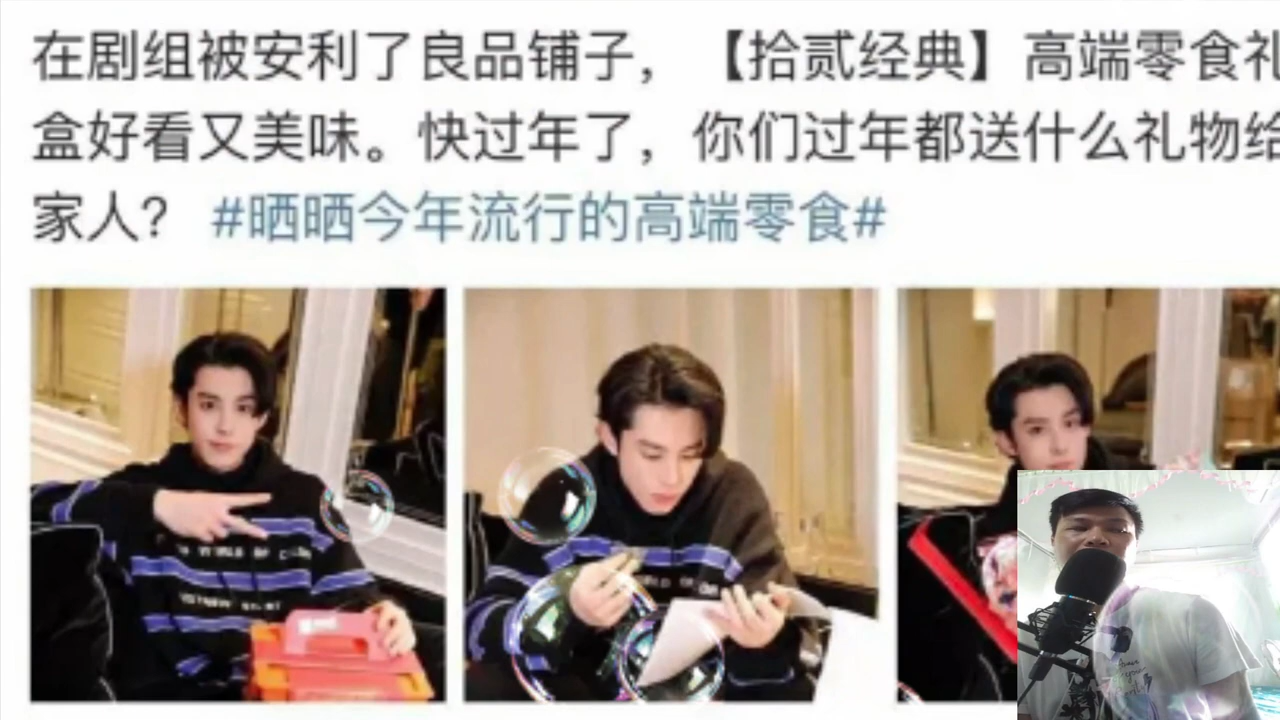 在剧组被安利了良品铺子，【拾贰经典】高端零食礼
盒好看又美味。快过年了，你们过年都送什么礼物给
家人？ #晒晒今年流行的高端零食#